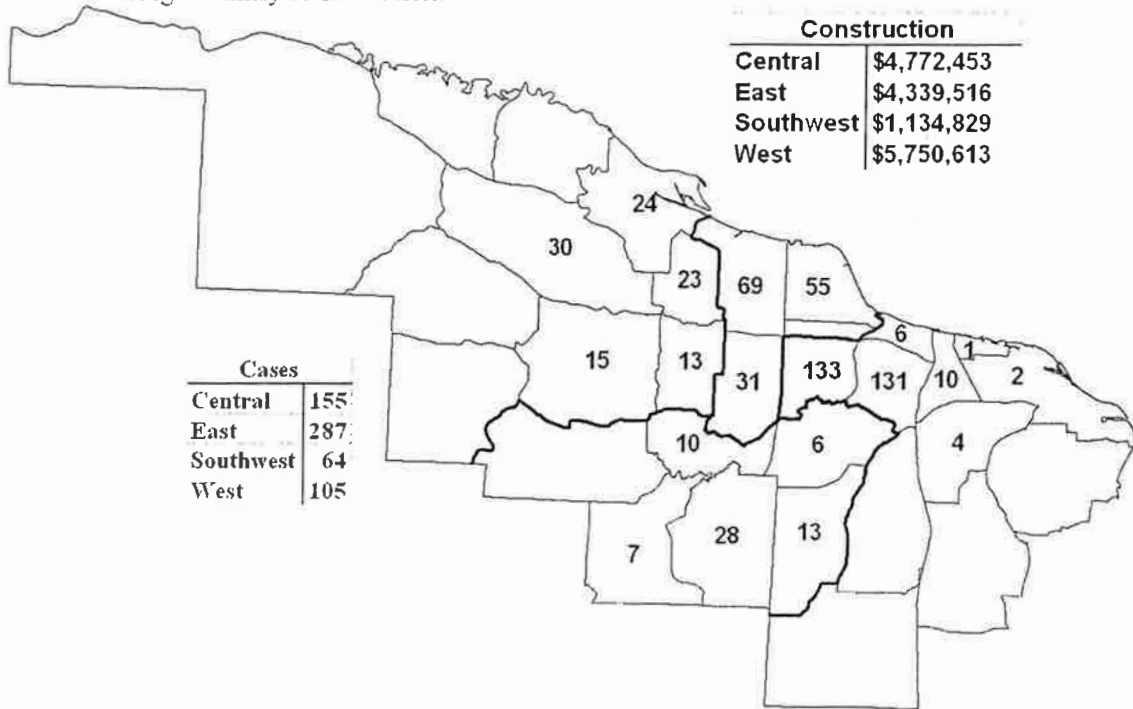 Construction
Central $4,772,453
East $4,339,516
Southwest $1,134,829
West $5,750,613
24
30
23
69
55
6
1
2
15
13
31
133
131
10
10
6
4
7
28
13
Cases
Central 155
East 287
Southwest 64
West 105